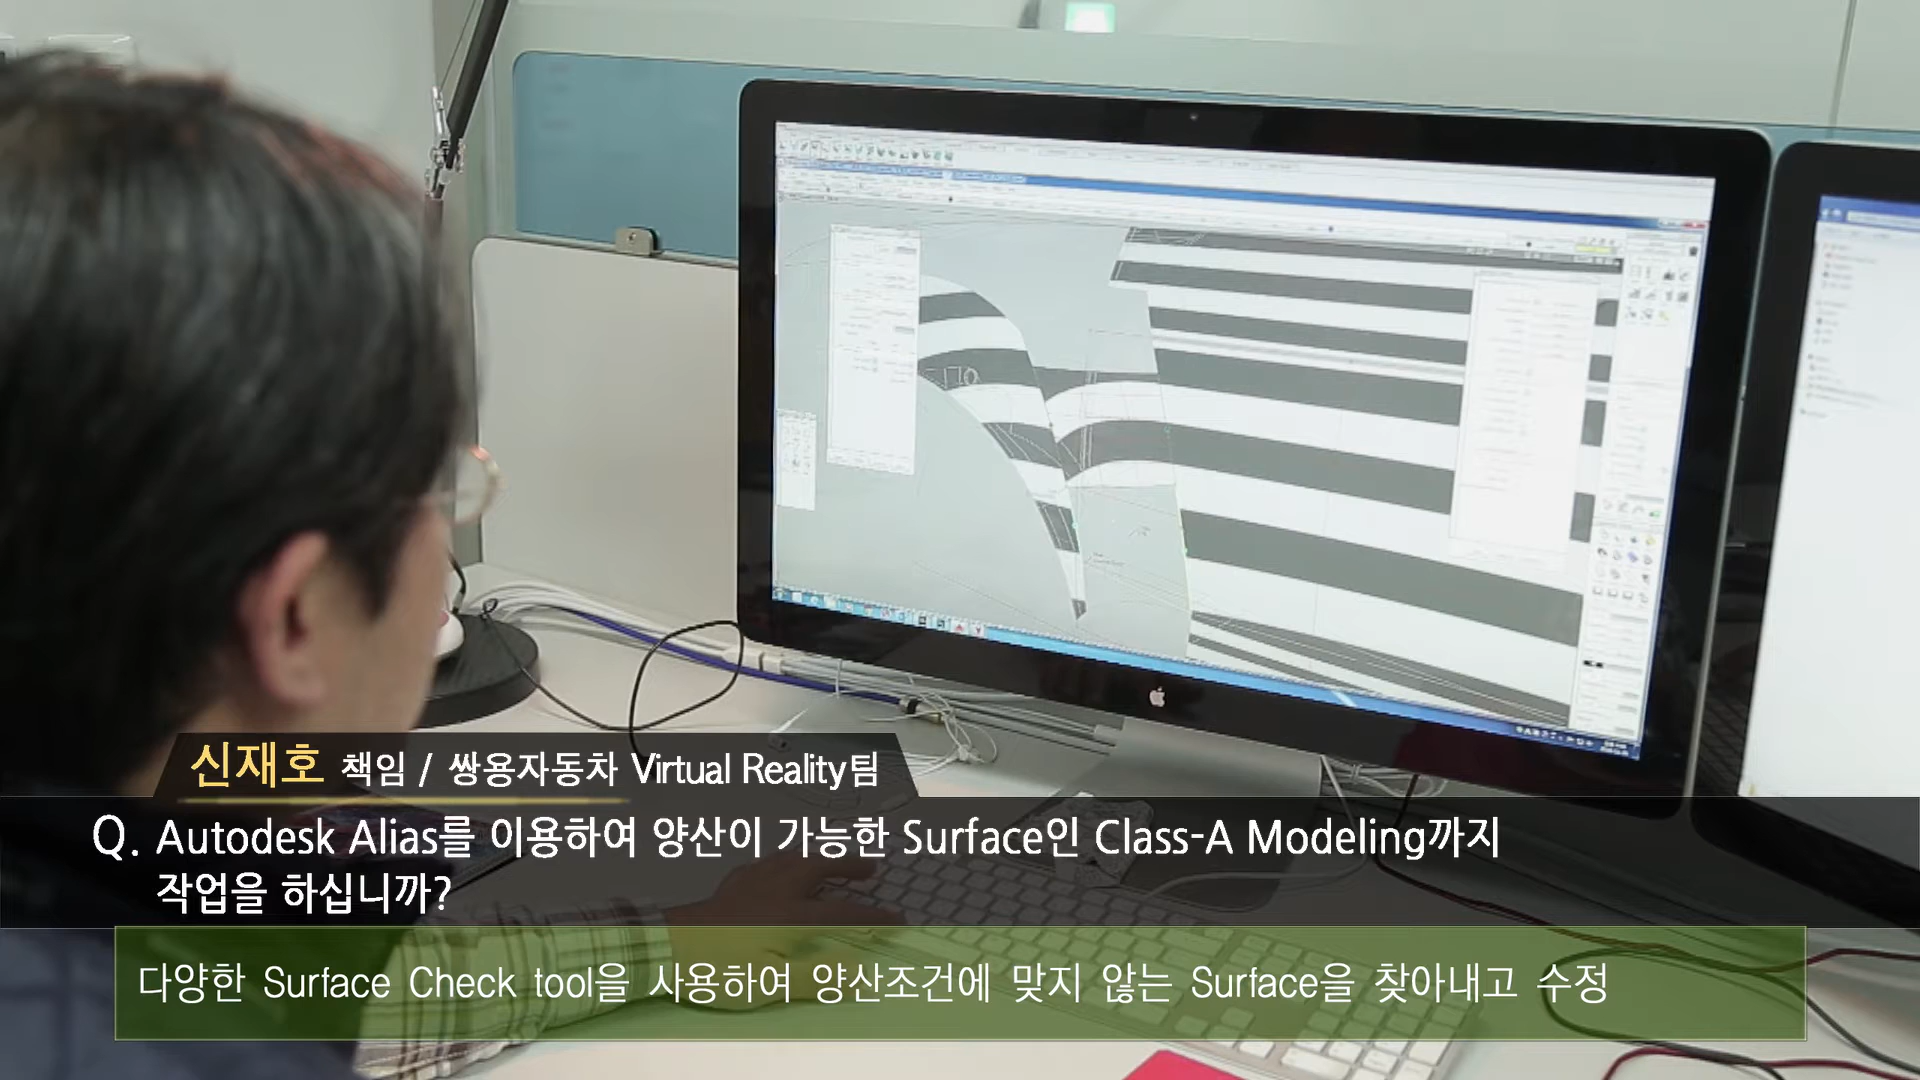 신재호 책임 / 쌍용자동차 Virtual Reality팀
Q. Autodesk Alias를 이용하여 양산이 가능한 Surface인 Class-A Modeling까지
작업을 하십니까?
다양한 Surface Check tool을 사용하여 양산조건에 맞지 않는 Surface을 찾아내고 수정